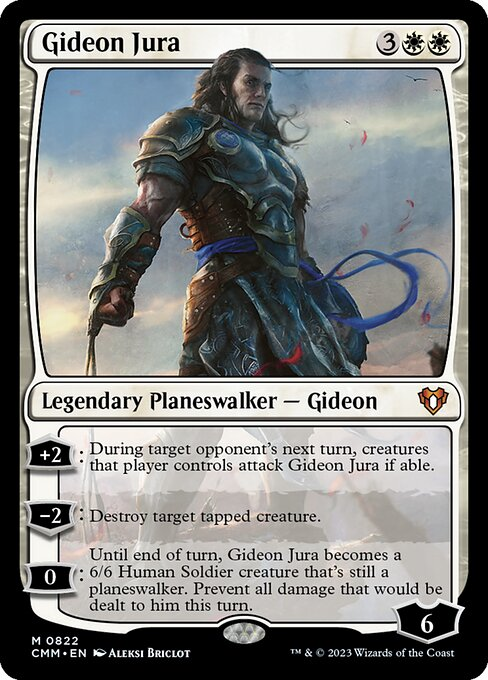 Gideon Jura 3
Legendary Planeswalker — Gideon
+2 : During target opponent's next turn, creatures
that player controls attack Gideon Jura if able.
−2 : Destroy target tapped creature.
Until end of turn, Gideon Jura becomes a
0 : 6/6 Human Soldier creature that's still a
planeswalker. Prevent all damage that would be
dealt to him this turn.
6
M 0822
CMM • EN Aleksi Briclot ™ & © 2023 Wizards of the Coast